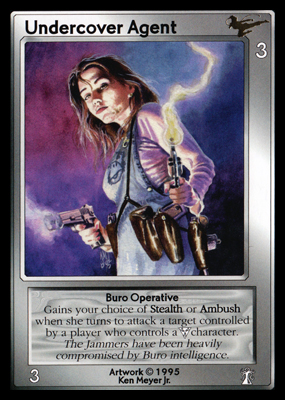 Undercover Agent
3
Buro Operative
Gains your choice of Stealth or Ambush
when she turns to attack a target controlled
by a player who controls a character.
The Jammers have been heavily
compromised by Buro intelligence.
3
Artwork © 1995
Ken Meyer Jr.